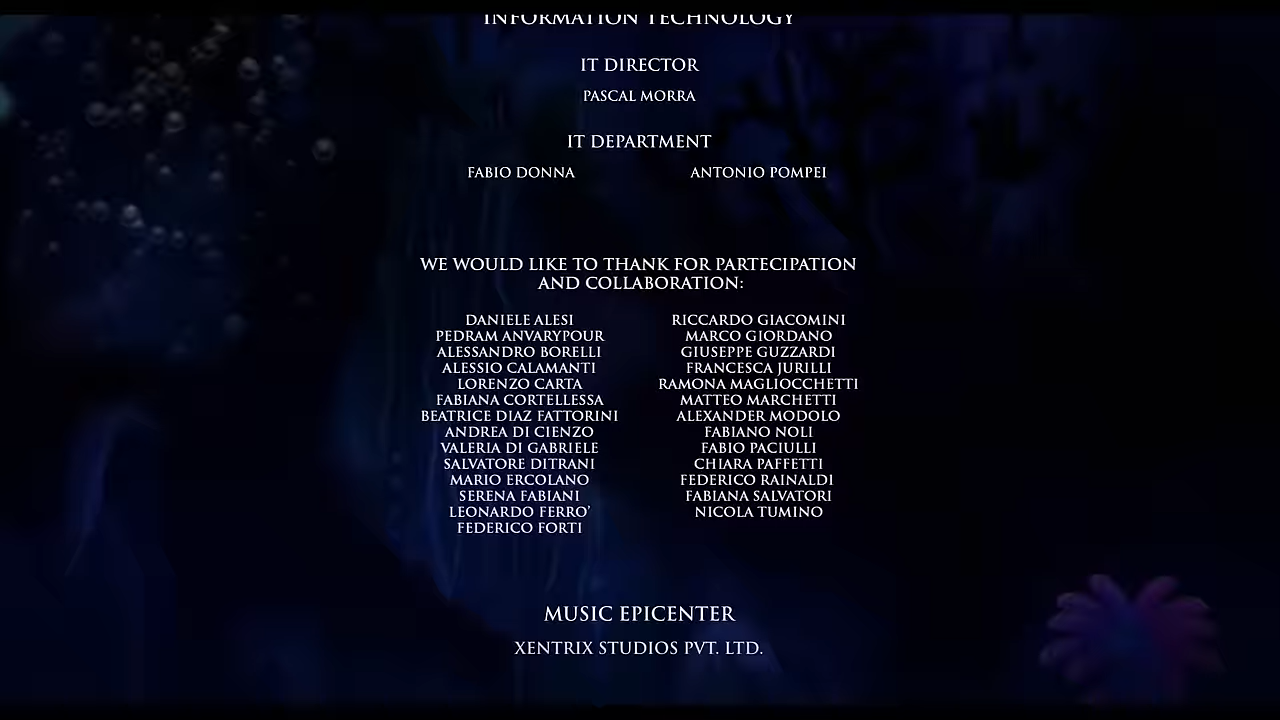 INFORMATION TECHNOLOGY
IT DIRECTOR
PASCAL MORRA
IT DEPARTMENT
FABIO DONNA ANTONIO POMPEI
WE WOULD LIKE TO THANK FOR PARTECIPATION
AND COLLABORATION:
DANIELE ALESI
PEDRAM ANVARYPOUR
ALESSANDRO BORELLI
ALESSIO CALAMANTI
LORENZO CARTA
FABIANA CORTELLESSA
BEATRICE DIAZ FATTORINI
ANDREA DI CIENZO
VALERIA DI GABRIELE
SALVATORE DITRANI
MARIO ERCOLANO
SERENA FABIANI
LEONARDO FERRO'
FEDERICO FORTI
RICCARDO GIACOMINI
MARCO GIORDANO
GIUSEPPE GUZZARDI
FRANCESCA JURILLI
RAMONA MAGLIOCCHETTI
MATTEO MARCHETTI
ALEXANDER MODOLO
FABIANO NOLI
FABIO PACIULLI
CHIARA PAFFETTI
FEDERICO RAINALDI
FABIANA SALVATORI
NICOLA TUMINO
MUSIC EPICENTER
XENTRIX STUDIOS PVT. LTD.